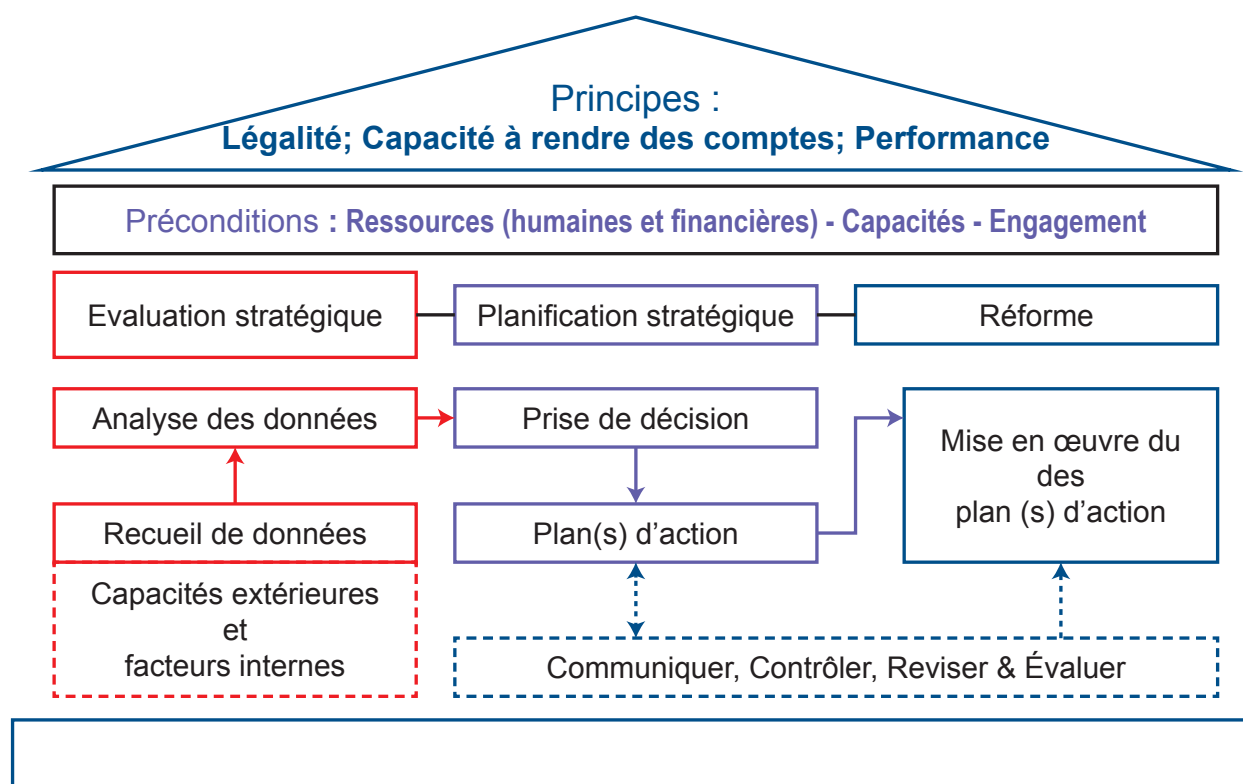 Principes :
Légalité; Capacité à rendre des comptes; Performance
Préconditions : Ressources (humaines et financières) - Capacités - Engagement
Evaluation stratégique
Planification stratégique
Réforme
Analyse des données
Prise de décision
Mise en œuvre du
des
plan (s) d’action
Recueil de données
Plan(s) d’action
Capacités extérieures
et
facteurs internes
Communiquer, Contrôler, Reviser & Évaluer